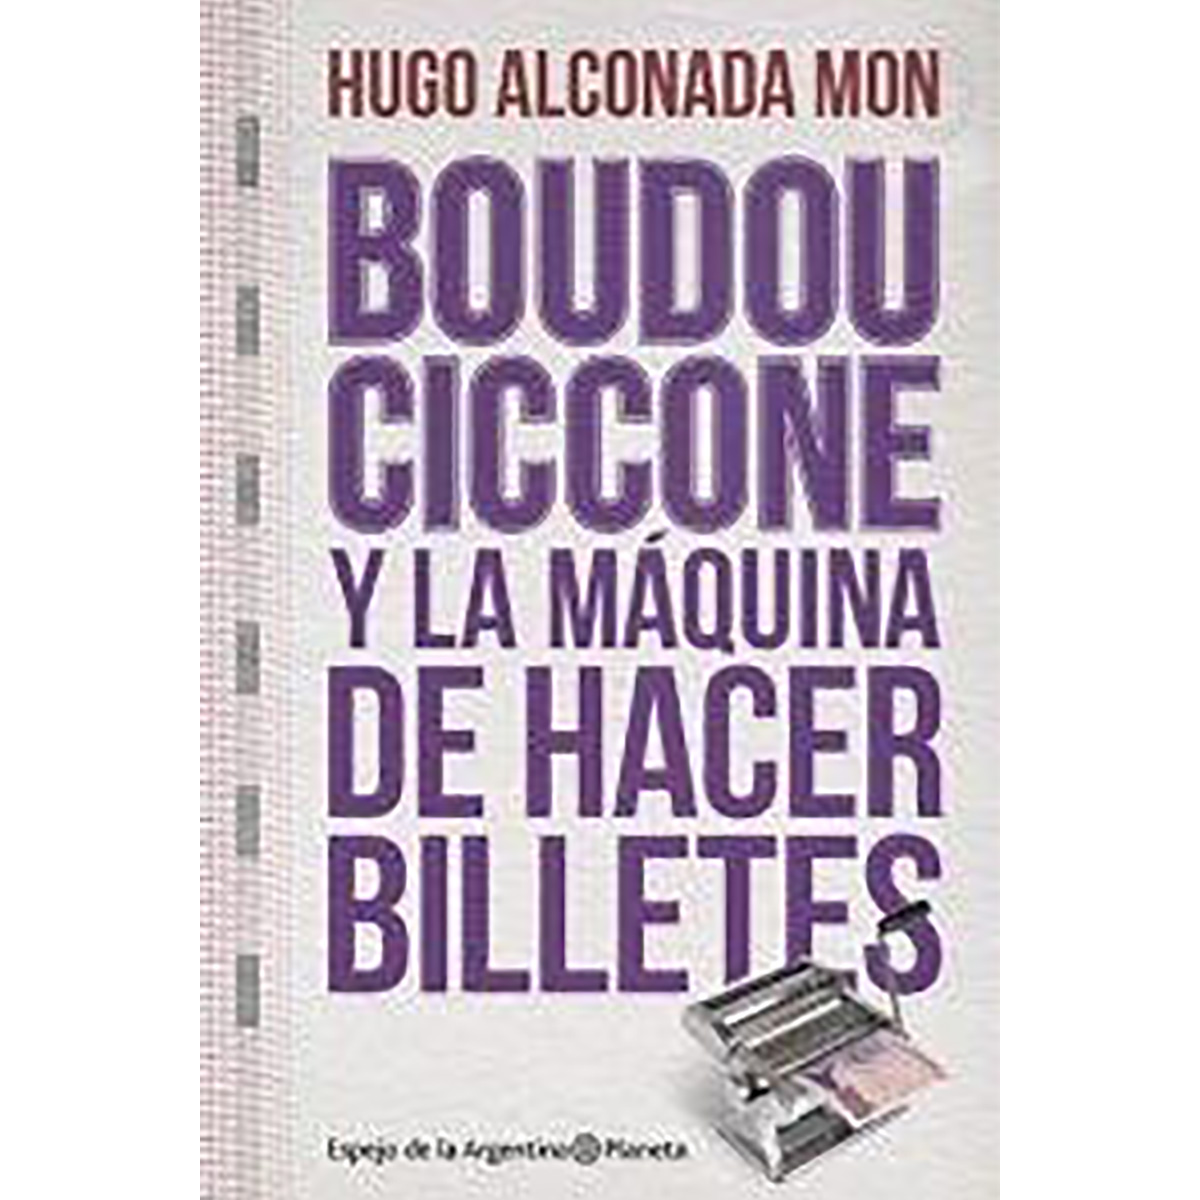 HUGO ALCONADA MON
BOUDOU
CICCONE
Y LA MÁQUINA
DE HACER
BILLETES
Espejo de la Argentina Planeta